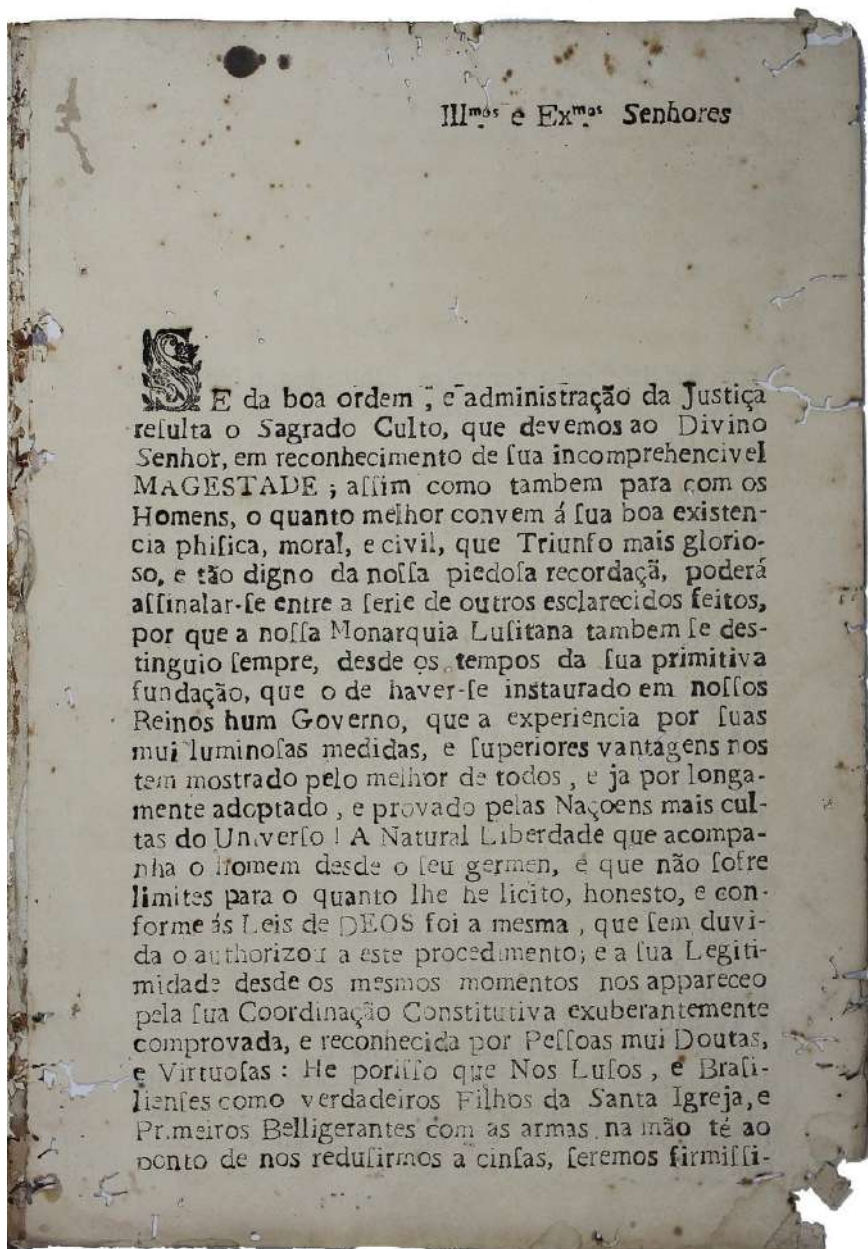 Illmos e Exmos Senhores
SE da boa ordem, e administração da Justiça
reſulta o Sagrado Culto, que devemos ao Divino
Senhor, em reconhecimento de ſua incomprehencivel
MAGESTADE; aſſim como tambem para com os
Homens, o quanto melhor convem á ſua boa existen-
cia phiſica, moral, e civil, que Triunfo mais glorio-
so, e tão digno da noſſa piedoſa recordaçã, poderá
aſſinalar-ſe entre a ſerie de outros esclarecidos feitos,
por que a noſſa Monarquia Luſitana tambem ſe des-
tinguio ſempre, desde os tempos da ſua primitiva
fundação, que o de haver-ſe instaurado em noſſos
Reinos hum Governo, que a experiencia por ſuas
mui luminoſas medidas, e ſuperiores vantagens nos
tem mostrado pelo melhor de todos, e ja por longa-
mente adoptado, e provado pelas Naçoens mais cul-
tas do Univerſo! A Natural Liberdade que acompa-
nha o Homem desde o ſeu germen, e que não ſofre
limites para o quanto lhe he licito, honesto, e con-
forme ás Leis de DEOS foi a mesma, que ſem duvi-
da o authorizou a este procedimento; e a ſua Legiti-
midade desde os mesmos momentos nos appareceo
pela ſua Coordinação Constitutiva exuberantemente
comprovada, e reconhecida por Peſſoas mui Doutas,
e Virtuoſas: He poriſſo que Nos Luſos, e Braſi-
lienſes como verdadeiros Filhos da Santa Igreja, e
Primeiros Belligerantes com as armas na mão té ao
ponto de nos reduſirmos a cinſas, ſeremos firmiſſi-